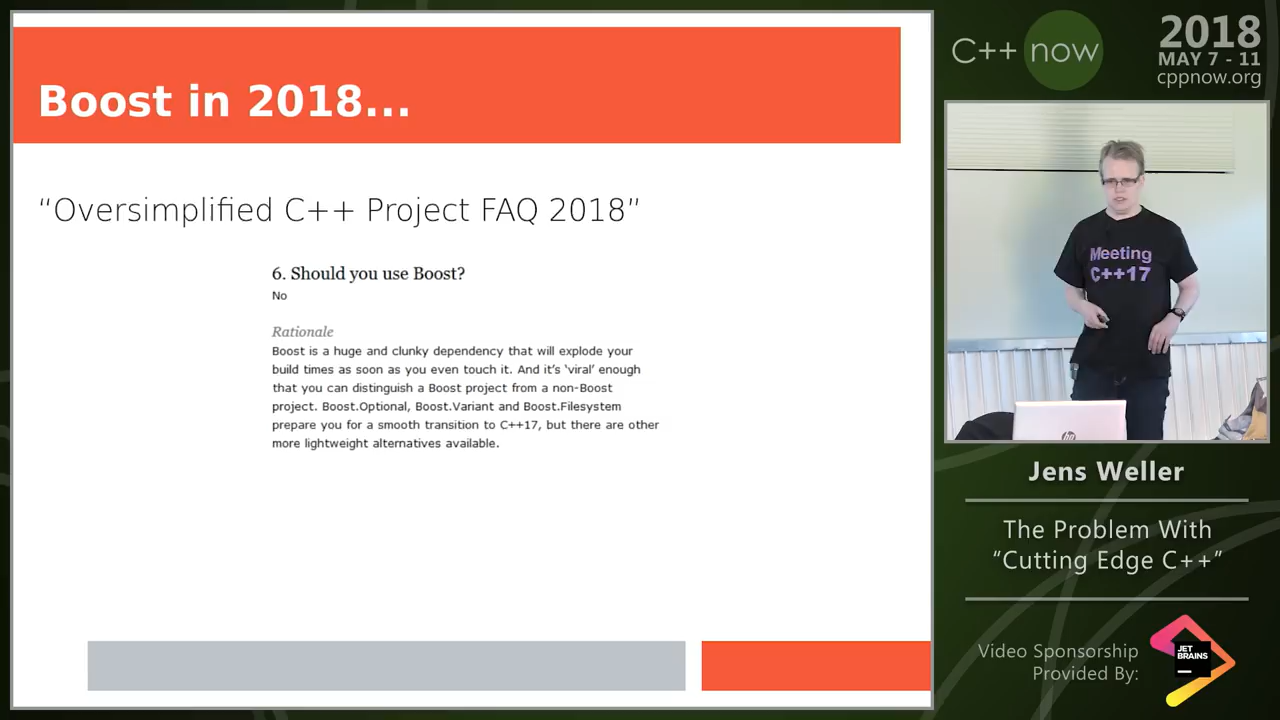 Boost in 2018...
“Oversimplified C++ Project FAQ 2018”
6. Should you use Boost?
No
Rationale
Boost is a huge and clunky dependency that will explode your
build times as soon as you even touch it. And it’s ‘viral’ enough
that you can distinguish a Boost project from a non-Boost
project. Boost.Optional, Boost.Variant and Boost.Filesystem
prepare you for a smooth transition to C++17, but there are other
more lightweight alternatives available.
C++ now
2018
MAY 7 - 11
cppnow.org
Meeting
C++17
hp
Jens Weller
The Problem With
“Cutting Edge C++”
Video Sponsorship
Provided By:
JET
BRAINS